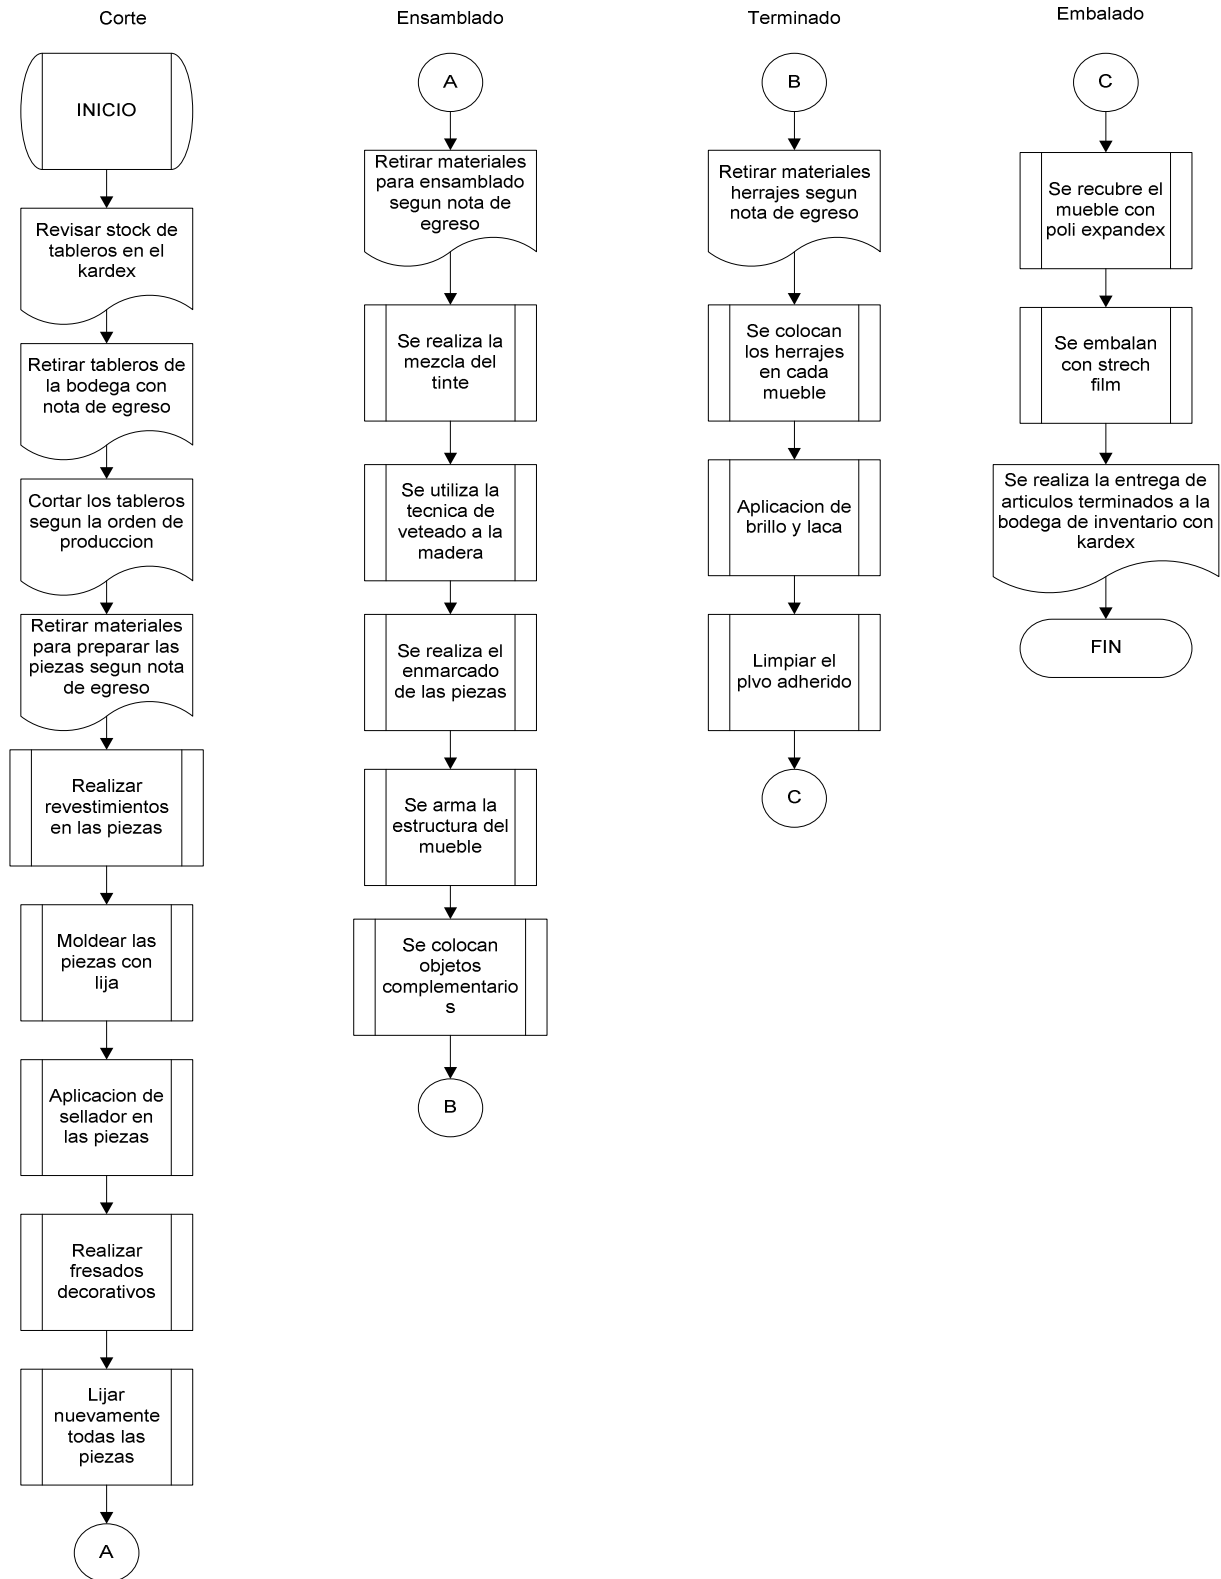 Corte
INICIO
Revisar stock de
tableros en el
kardex
Retirar tableros de
la bodega con
nota de egreso
Cortar los tableros
segun la orden de
produccion
Retirar materiales
para preparar las
piezas segun nota
de egreso
Realizar
revestimientos
en las piezas
Moldear las
piezas con
lija
Aplicacion de
sellador en
las piezas
Realizar
fresados
decorativos
Lijar
nuevamente
todas las
piezas
A
Ensamblado
A
Retirar materiales
para ensamblado
segun nota de
egreso
Se realiza la
mezcla del
tinte
Se utiliza la
tecnica de
veteado a la
madera
Se realiza el
enmarcado
de las piezas
Se arma la
estructura del
mueble
Se colocan
objetos
complementario
s
B
Terminado
B
Retirar materiales
herrajes segun
nota de egreso
Se colocan
los herrajes
en cada
mueble
Aplicacion de
brillo y laca
Limpiar el
plvo adherido
C
Embalado
C
Se recubre el
mueble con
poli expandex
Se embalan
con strech
film
Se realiza la entrega de
articulos terminados a la
bodega de inventario con
kardex
FIN